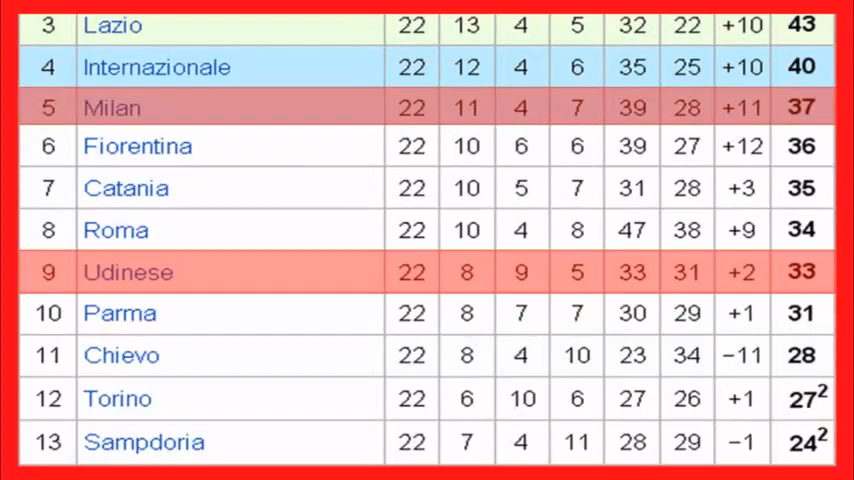 3 Lazio 22 13 4 5 32 22 +10 43
4 Internazionale 22 12 4 6 35 25 +10 40
5 Milan 22 11 4 7 39 28 +11 37
6 Fiorentina 22 10 6 6 39 27 +12 36
7 Catania 22 10 5 7 31 28 +3 35
8 Roma 22 10 4 8 47 38 +9 34
9 Udinese 22 8 9 5 33 31 +2 33
10 Parma 22 8 7 7 30 29 +1 31
11 Chievo 22 8 4 10 23 34 −11 28
12 Torino 22 6 10 6 27 26 +1 27²
13 Sampdoria 22 7 4 11 28 29 −1 24²